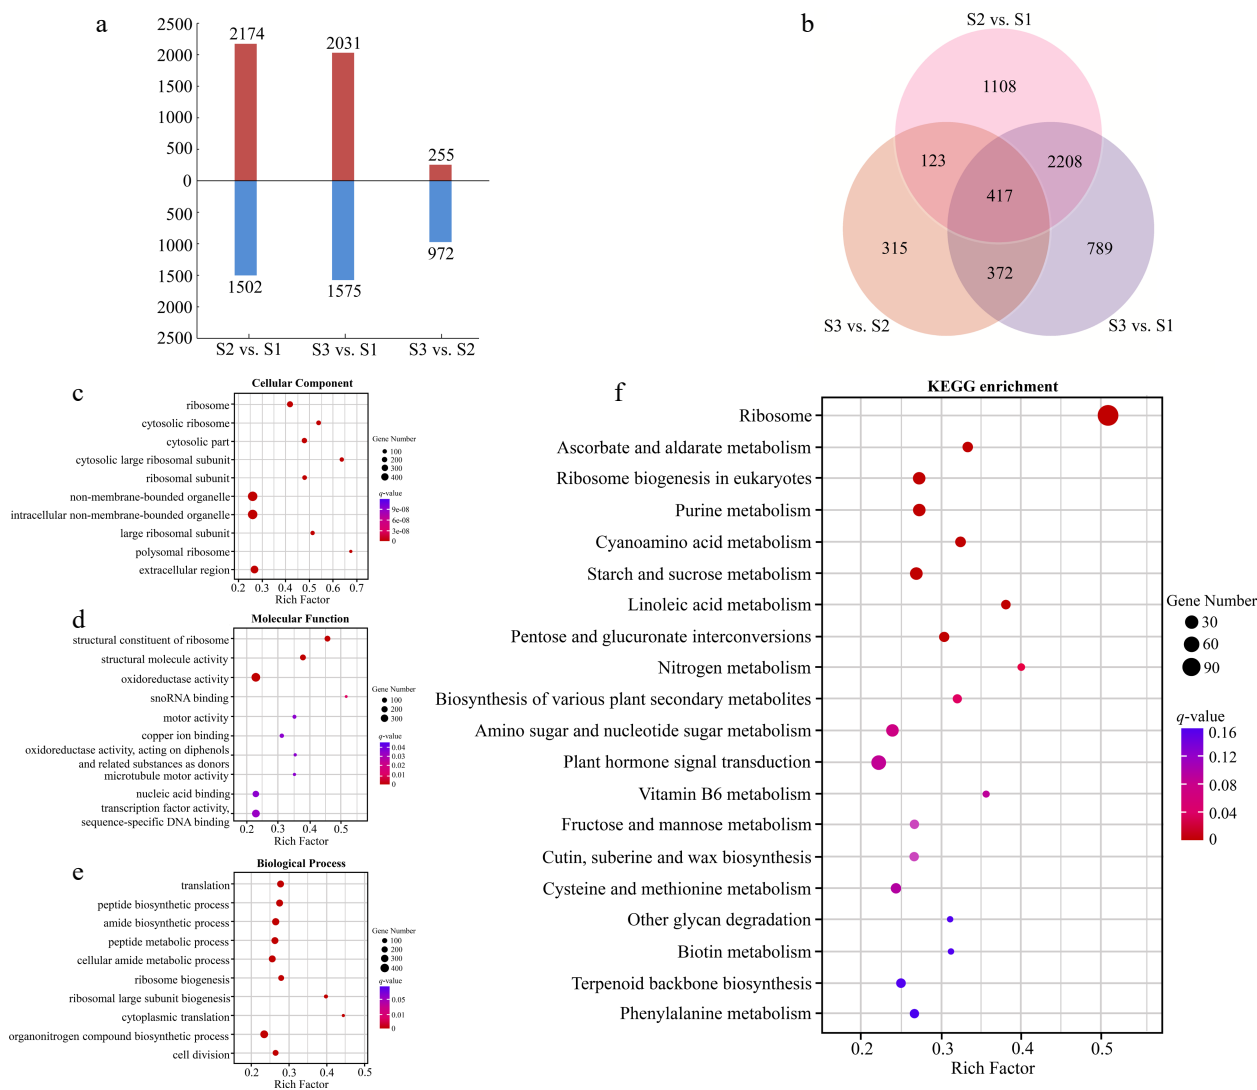 a
2500
2000
1500
1000
500
0
500
1000
1500
2000
2500
2174
2031
255
1502
1575
972
S2 vs. S1
S3 vs. S1
S3 vs. S2
b
S2 vs. S1
1108
123
2208
417
315
789
372
S3 vs. S2
S3 vs. S1
c
Cellular Component
ribosome
cytosolic ribosome
cytosolic part
cytosolic large ribosomal subunit
ribosomal subunit
non-membrane-bounded organelle
intracellular non-membrane-bounded organelle
large ribosomal subunit
polysomal ribosome
extracellular region
0.2 0.3 0.4 0.5 0.6 0.7
Rich Factor
Gene Number
100
200
300
400
q-value
9e-08
6e-08
3e-08
0
d
Molecular Function
structural constituent of ribosome
structural molecule activity
oxidoreductase activity
snoRNA binding
motor activity
copper ion binding
oxidoreductase activity, acting on diphenols
and related substances as donors
microtubule motor activity
nucleic acid binding
transcription factor activity,
sequence-specific DNA binding
0.2 0.3 0.4 0.5
Rich Factor
Gene Number
100
200
300
q-value
0.04
0.03
0.02
0.01
0
e
Biological Process
translation
peptide biosynthetic process
amide biosynthetic process
peptide metabolic process
cellular amide metabolic process
ribosome biogenesis
ribosomal large subunit biogenesis
cytoplasmic translation
organonitrogen compound biosynthetic process
cell division
0.2 0.3 0.4 0.5
Rich Factor
Gene Number
100
200
300
400
q-value
0.05
0.01
0
f
KEGG enrichment
Ribosome
Ascorbate and aldarate metabolism
Ribosome biogenesis in eukaryotes
Purine metabolism
Cyanoamino acid metabolism
Starch and sucrose metabolism
Linoleic acid metabolism
Pentose and glucuronate interconversions
Nitrogen metabolism
Biosynthesis of various plant secondary metabolites
Amino sugar and nucleotide sugar metabolism
Plant hormone signal transduction
Vitamin B6 metabolism
Fructose and mannose metabolism
Cutin, suberine and wax biosynthesis
Cysteine and methionine metabolism
Other glycan degradation
Biotin metabolism
Terpenoid backbone biosynthesis
Phenylalanine metabolism
0.2 0.3 0.4 0.5
Rich Factor
Gene Number
30
60
90
q-value
0.16
0.12
0.08
0.04
0